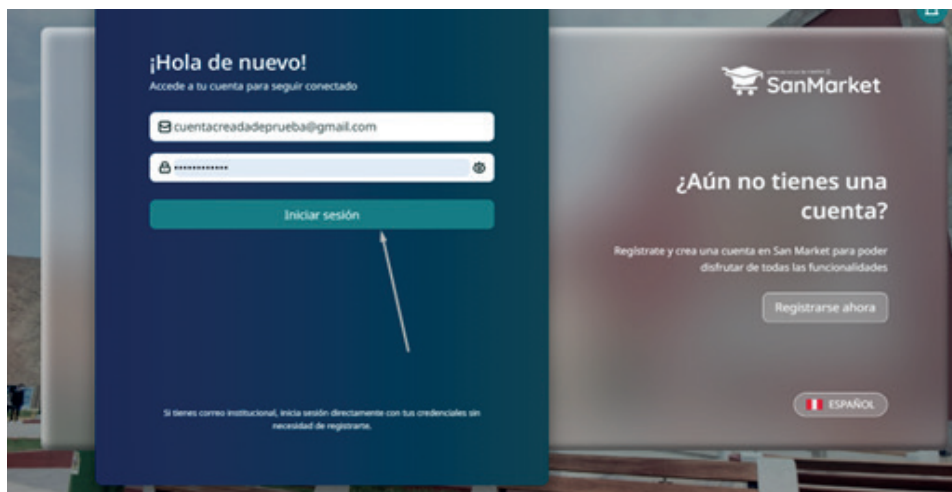 ¡Hola de nuevo!
Accede a tu cuenta para seguir conectado
cuentacreadadeprueba@gmail.com
••••••••••••
Iniciar sesión
Si tienes correo institucional, inicia sesión directamente con tus credenciales sin
necesidad de registrarte.
SanMarket
¿Aún no tienes una
cuenta?
Regístrate y crea una cuenta en San Market para poder
disfrutar de todas las funcionalidades
Registrarse ahora
ESPAÑOL